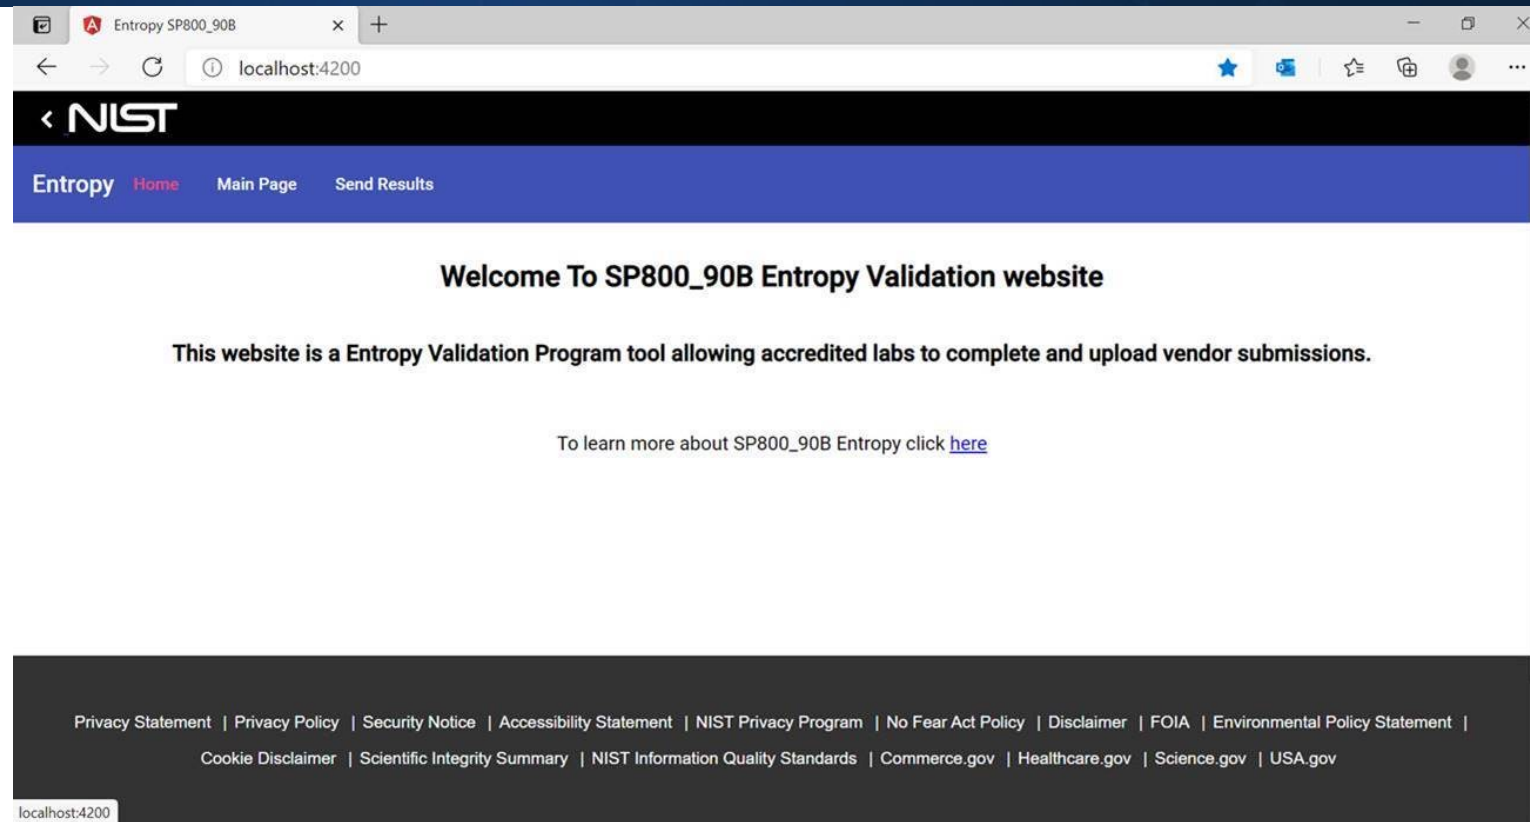 Entropy SP800_90B
localhost:4200
NIST
Entropy Home Main Page Send Results
Welcome To SP800_90B Entropy Validation website
This website is a Entropy Validation Program tool allowing accredited labs to complete and upload vendor submissions.
To learn more about SP800_90B Entropy click here
Privacy Statement | Privacy Policy | Security Notice | Accessibility Statement | NIST Privacy Program | No Fear Act Policy | Disclaimer | FOIA | Environmental Policy Statement |
Cookie Disclaimer | Scientific Integrity Summary | NIST Information Quality Standards | Commerce.gov | Healthcare.gov | Science.gov | USA.gov
localhost:4200